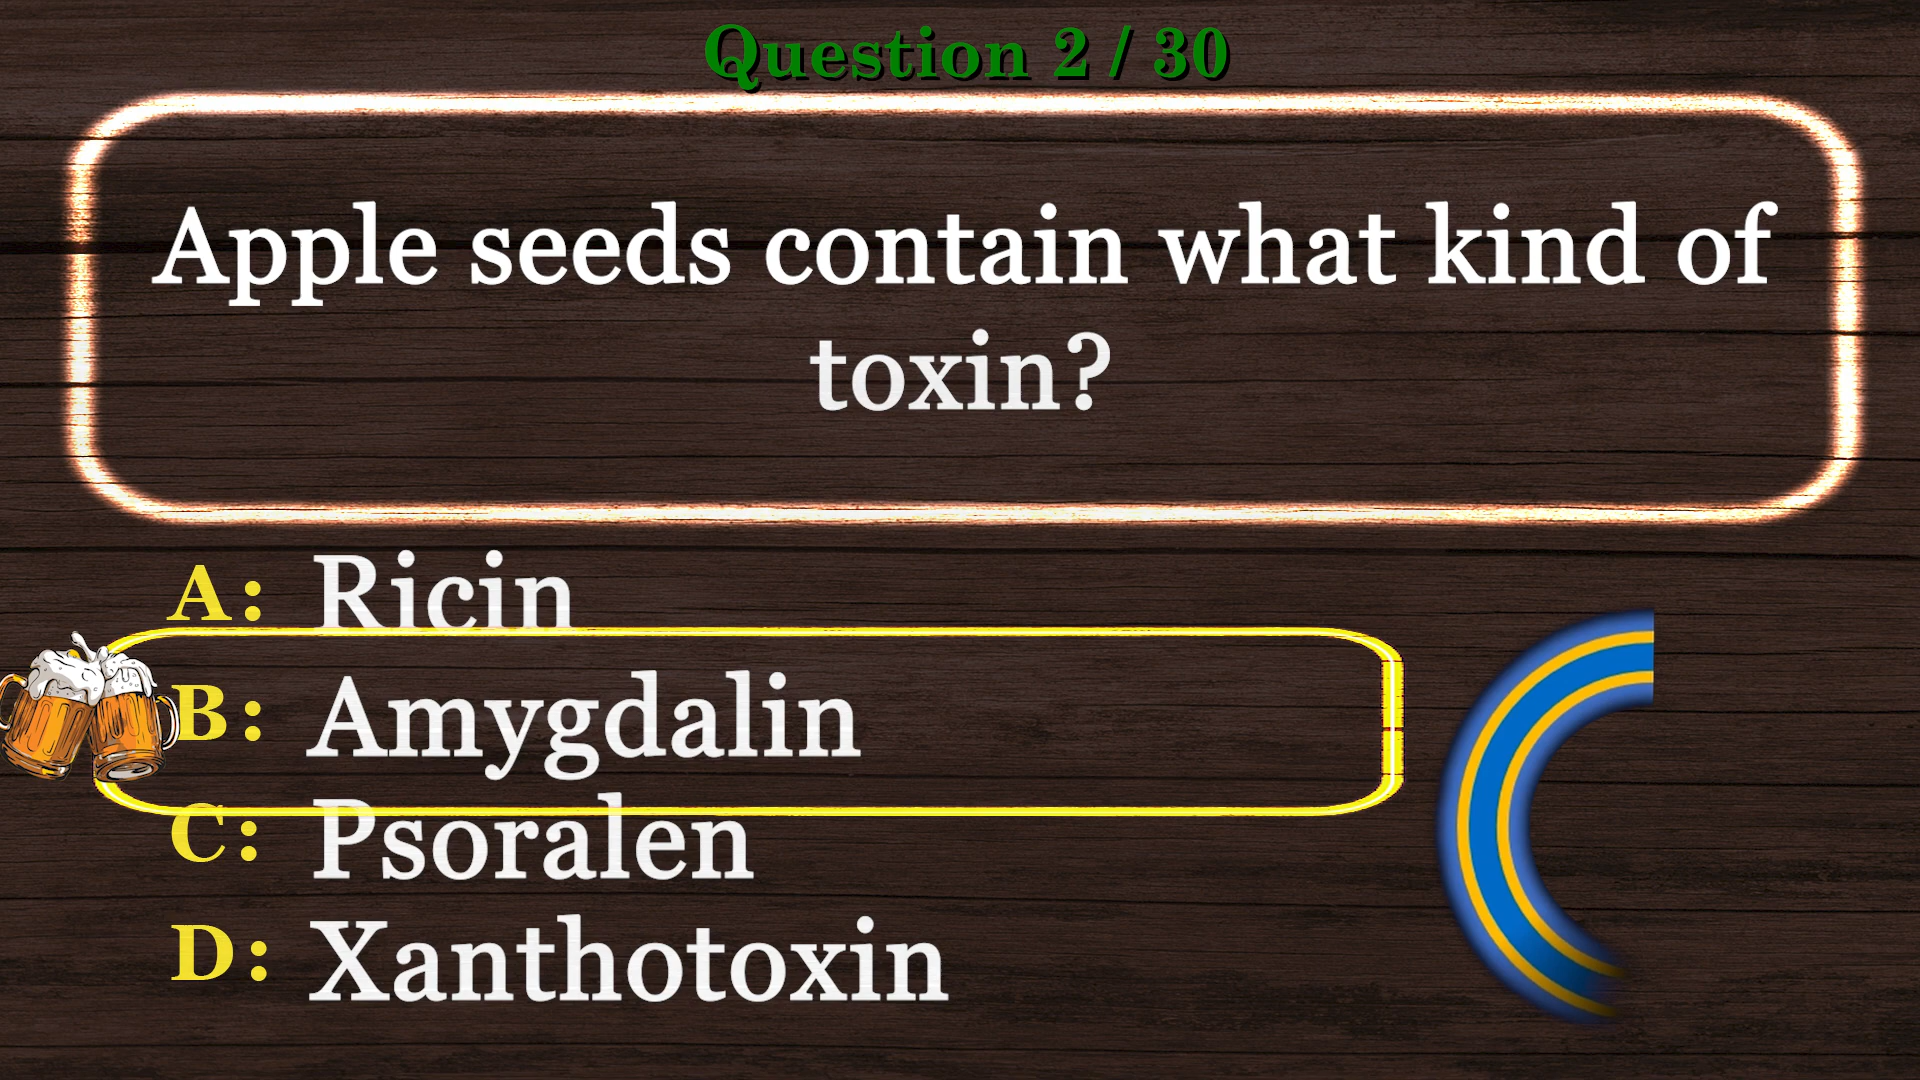 Question 2 / 30
Apple seeds contain what kind of
toxin?
A: Ricin
B: Amygdalin
C: Psoralen
D: Xanthotoxin